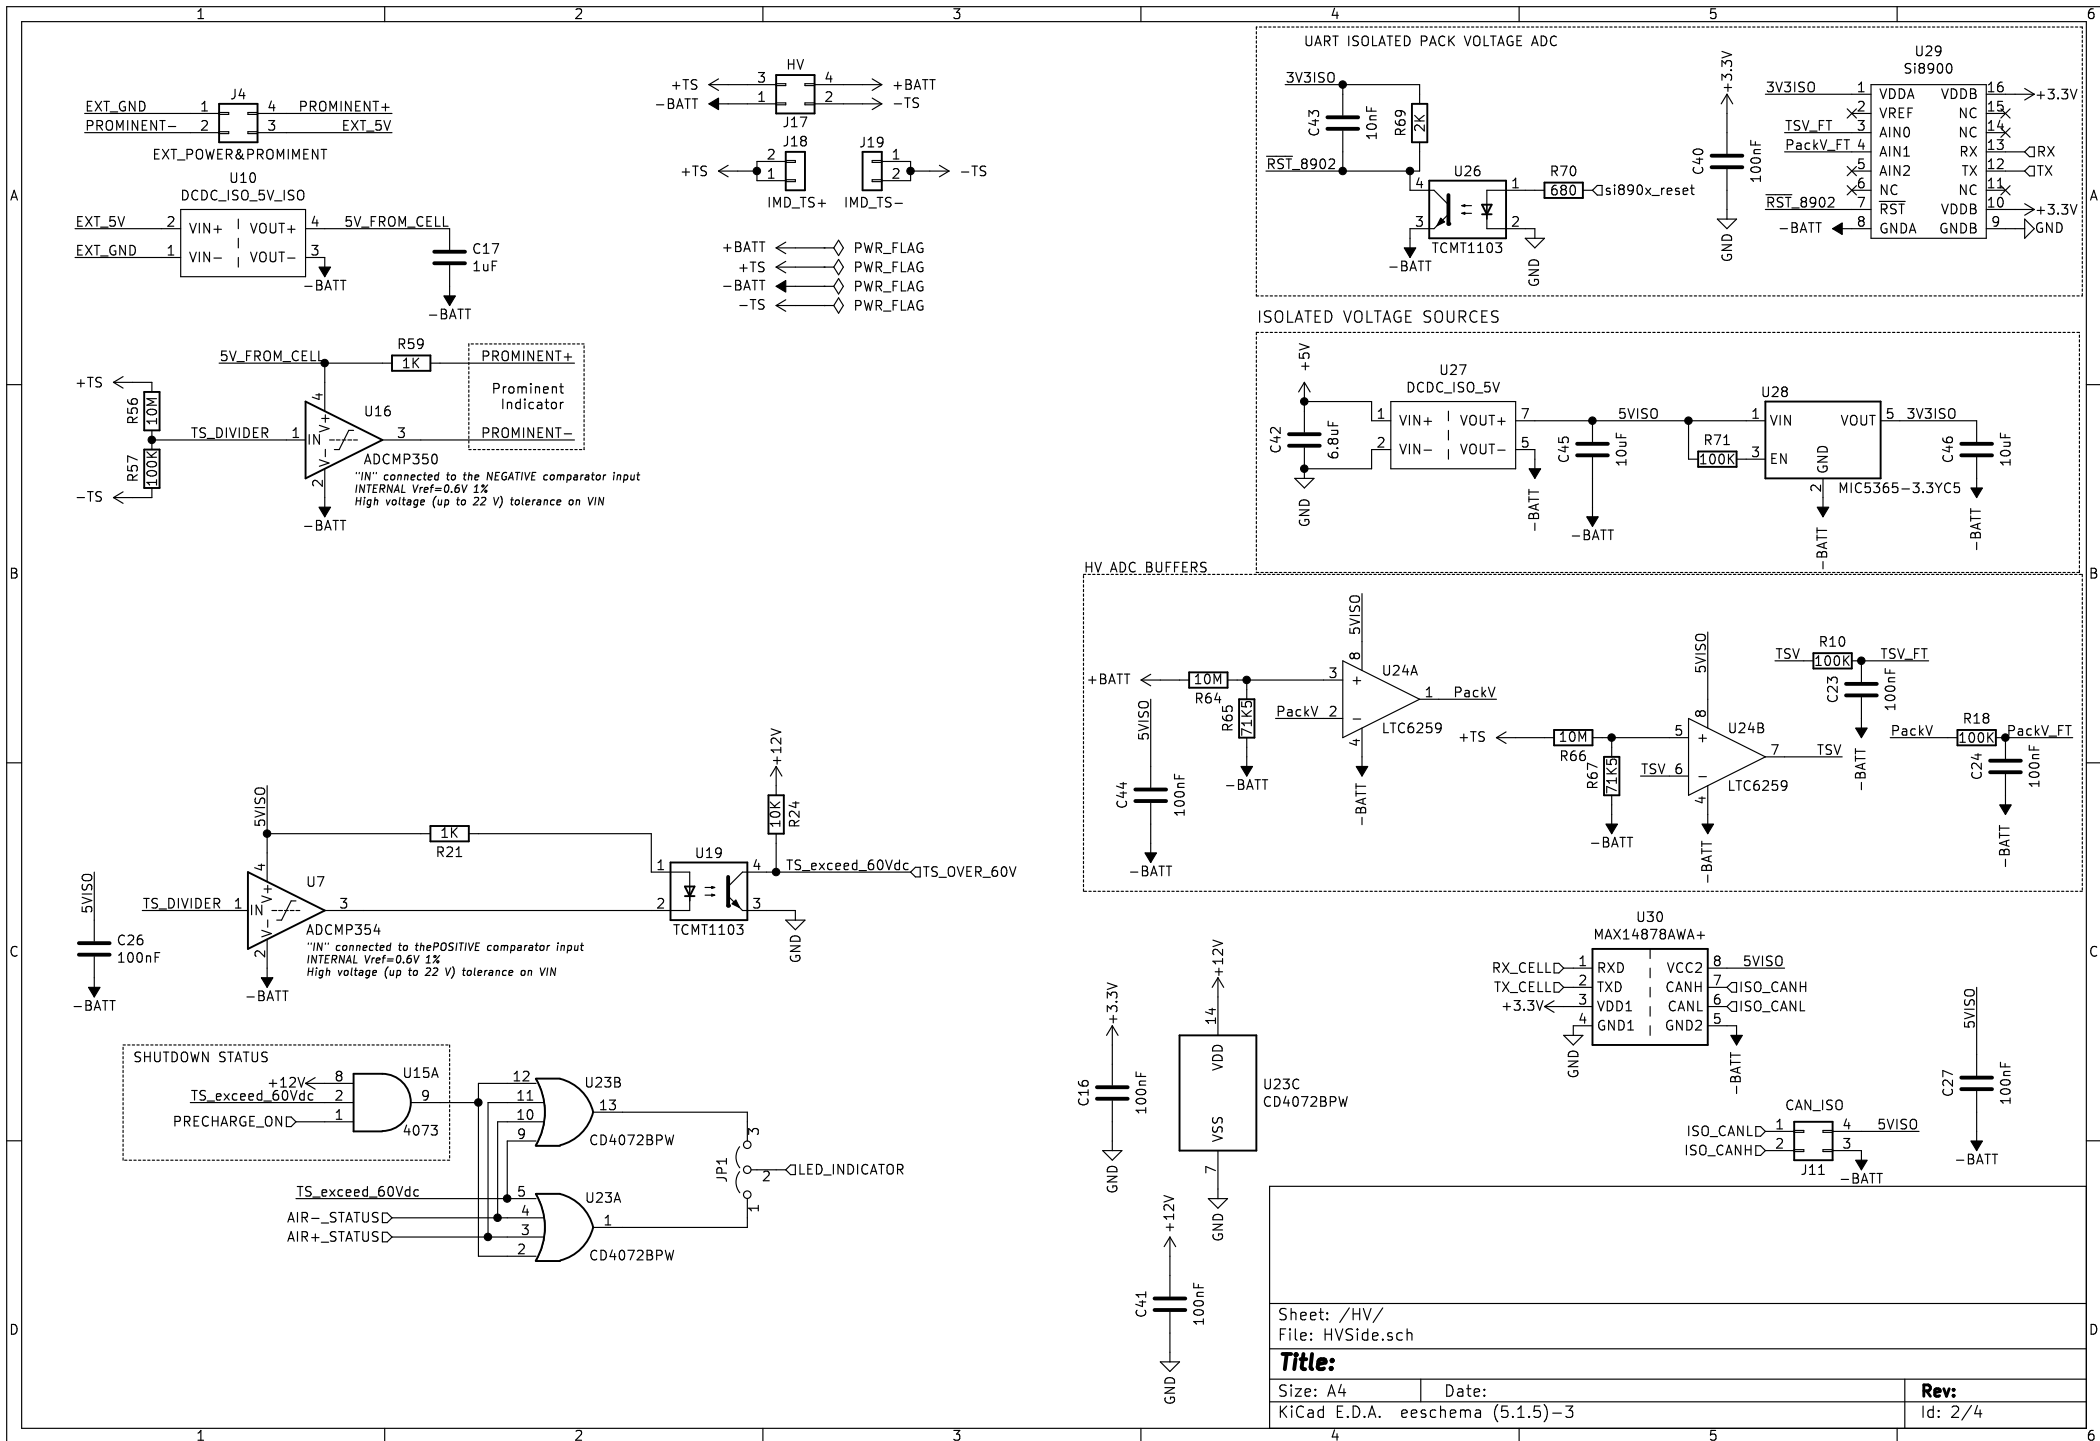 1 2 3 4 5 6
A
B
C
D
EXT_GND 1 J4 4 PROMINENT+
PROMINENT- 2 3 EXT_5V
EXT_POWER&PROMIMENT
U10
DCDC_ISO_5V_ISO
EXT_5V 2 VIN+ VOUT+ 4 5V_FROM_CELL
EXT_GND 1 VIN- VOUT- 3
-BATT
C17
1uF
-BATT
HV
+TS 3 4 +BATT
-BATT 1 2 -TS
J17
J18 J19
+TS 2 1
1 2 -TS
IMD_TS+ IMD_TS-
+BATT PWR_FLAG
+TS PWR_FLAG
-BATT PWR_FLAG
-TS PWR_FLAG
5V_FROM_CELL R59 1K PROMINENT+
Prominent
Indicator
PROMINENT-
+TS
R56 10M
TS_DIVIDER 1 IN V+ V- 4 2 3
U16
ADCMP350
R57 100K
-TS
-BATT
"IN" connected to the NEGATIVE comparator input
INTERNAL Vref=0.6V 1%
High voltage (up to 22 V) tolerance on VIN
UART ISOLATED PACK VOLTAGE ADC
3V3ISO
C43 10nF
R69 2K
RST_8902
U26
4 3 1 2
TCMT1103
-BATT
R70
680
si890x_reset
GND
+3.3V
C40 100nF
GND
U29
Si8900
3V3ISO 1 VDDA VDDB 16 +3.3V
2 VREF NC 15
TSV_FT 3 AIN0 NC 14
PackV_FT 4 AIN1 RX 13 RX
5 AIN2 TX 12 TX
6 NC NC 11
RST_8902 7 RST VDDB 10 +3.3V
-BATT 8 GNDA GNDB 9 GND
ISOLATED VOLTAGE SOURCES
+5V
C42 6.8uF
GND
U27
DCDC_ISO_5V
1 VIN+ VOUT+ 7
2 VIN- VOUT- 5
-BATT
5VISO
C45 10uF
-BATT
R71
100K
U28
1 VIN VOUT 5 3V3ISO
3 EN GND 2
MIC5365-3.3YC5
-BATT
C46 10uF
-BATT
HV ADC BUFFERS
+BATT 10M
R64
R65 71K5
-BATT
5VISO
3 + 8 U24A
PackV 2 - 4 1 PackV
LTC6259
-BATT
5VISO
C44 100nF
-BATT
+TS 10M
R66
R67 71K5
-BATT
5VISO
5 + 8 U24B
TSV 6 - 4 7 TSV
LTC6259
-BATT
TSV R10 100K TSV_FT
C23 100nF
-BATT
PackV R18 100K PackV_FT
C24 100nF
-BATT
5VISO
1K
R21
+12V
10K R24
U19
1 2 4 3
TCMT1103
TS_exceed_60Vdc TS_OVER_60V
GND
5VISO
C26
100nF
-BATT
TS_DIVIDER 1 IN V+ V- 4 2 3
U7
ADCMP354
-BATT
"IN" connected to thePOSITIVE comparator input
INTERNAL Vref=0.6V 1%
High voltage (up to 22 V) tolerance on VIN
SHUTDOWN STATUS
+12V 8 U15A
TS_exceed_60Vdc 2 9
PRECHARGE_ON 1
4073
12 U23B
11 13
10
9 CD4072BPW
TS_exceed_60Vdc 5 U23A
AIR-_STATUS 4 1
AIR+_STATUS 3
2 CD4072BPW
JP1 3 2 1
LED_INDICATOR
+3.3V
C16 100nF
GND
+12V
14
VDD
VSS
7
GND
U23C
CD4072BPW
+12V
C41 100nF
GND
U30
MAX14878AWA+
RX_CELL 1 RXD VCC2 8 5VISO
TX_CELL 2 TXD CANH 7 ISO_CANH
+3.3V 3 VDD1 CANL 6 ISO_CANL
4 GND1 GND2 5
GND
-BATT
CAN_ISO
ISO_CANL 1 4 5VISO
ISO_CANH 2 3
J11
-BATT
5VISO
C27 100nF
-BATT
Sheet: /HV/
File: HVSide.sch
Title:
Size: A4 Date: Rev:
KiCad E.D.A. eeschema (5.1.5)-3 Id: 2/4
A
B
C
D
1 2 3 4 5 6